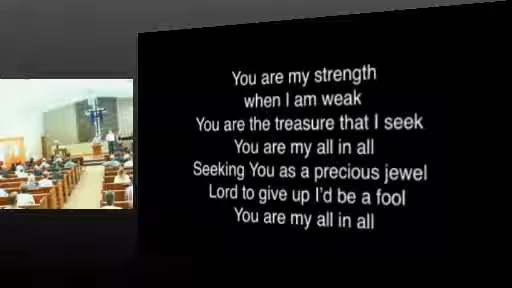 You are my strength
when I am weak
You are the treasure that I seek
You are my all in all
Seeking You as a precious jewel
Lord to give up I'd be a fool
You are my all in all